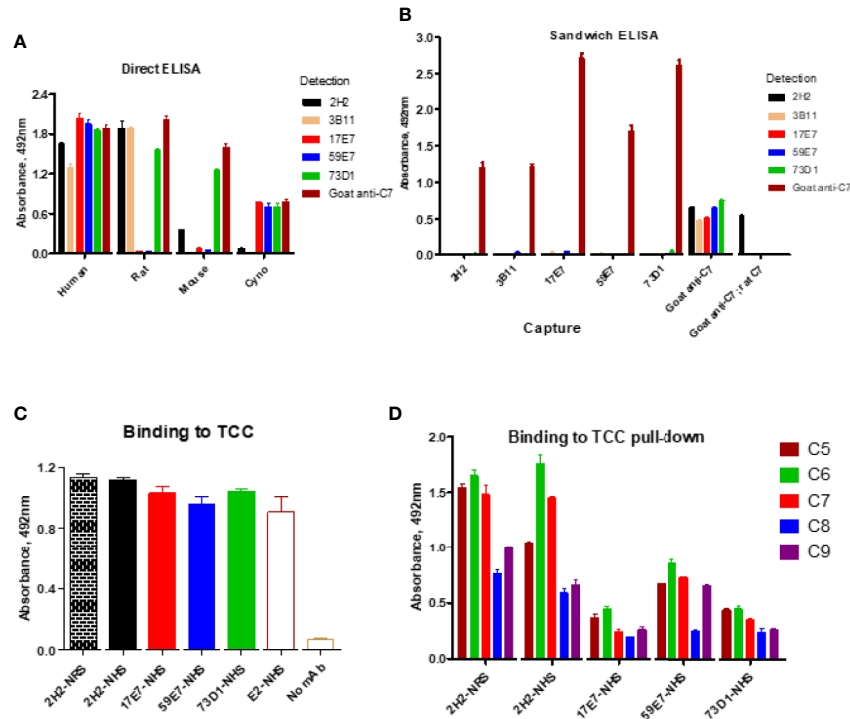 A
Direct ELISA
Absorbance, 492nm
2.4
1.8
1.2
0.6
0.0
Human
Rat
Mouse
Cyno
Detection
2H2
3B11
17E7
59E7
73D1
Goat anti-C7
B
Sandwich ELISA
Absorbance, 492nm
3.0
2.5
2.0
1.5
1.0
0.5
0.0
2H2
3B11
17E7
59E7
73D1
Goat anti-C7
Goat anti-C7; rat C7
Capture
Detection
2H2
3B11
17E7
59E7
73D1
Goat anti-C7
C
Binding to TCC
Absorbance, 492nm
1.2
0.8
0.4
0.0
2H2-NRS
2H2-NHS
17E7-NHS
59E7-NHS
73D1-NHS
E2-NHS
No mAb
D
Binding to TCC pull-down
Absorbance, 492nm
2.0
1.5
1.0
0.5
0.0
2H2-NRS
2H2-NHS
17E7-NHS
59E7-NHS
73D1-NHS
C5
C6
C7
C8
C9